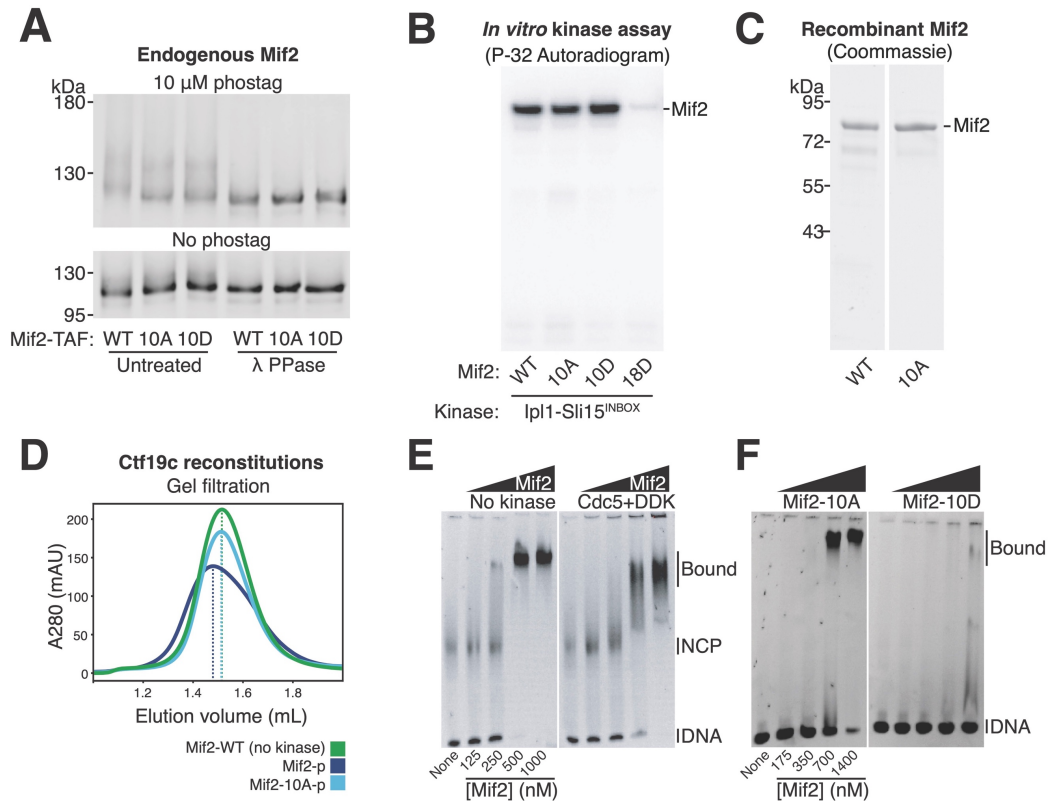 A
Endogenous Mif2
10 µM phostag
kDa
180-
130-
No phostag
130-
95-
Mif2-TAF: WT 10A 10D WT 10A 10D
Untreated λ PPase
B
In vitro kinase assay
(P-32 Autoradiogram)
-Mif2
Mif2: WT 10A 10D 18D
Kinase: Ipl1-Sli15INBOX
C
Recombinant Mif2
(Coommassie)
kDa
95-
-Mif2
72-
55-
43-
WT 10A
D
Ctf19c reconstitutions
Gel filtration
A280 (mAU)
200
150
100
50
0
1.2 1.4 1.6 1.8
Elution volume (mL)
Mif2-WT (no kinase)
Mif2-p
Mif2-10A-p
E
Mif2 Mif2
No kinase Cdc5+DDK
Bound
NCP
DNA
None 125 250 500 1000
[Mif2] (nM)
F
Mif2-10A Mif2-10D
Bound
DNA
None 175 350 700 1400
[Mif2] (nM)